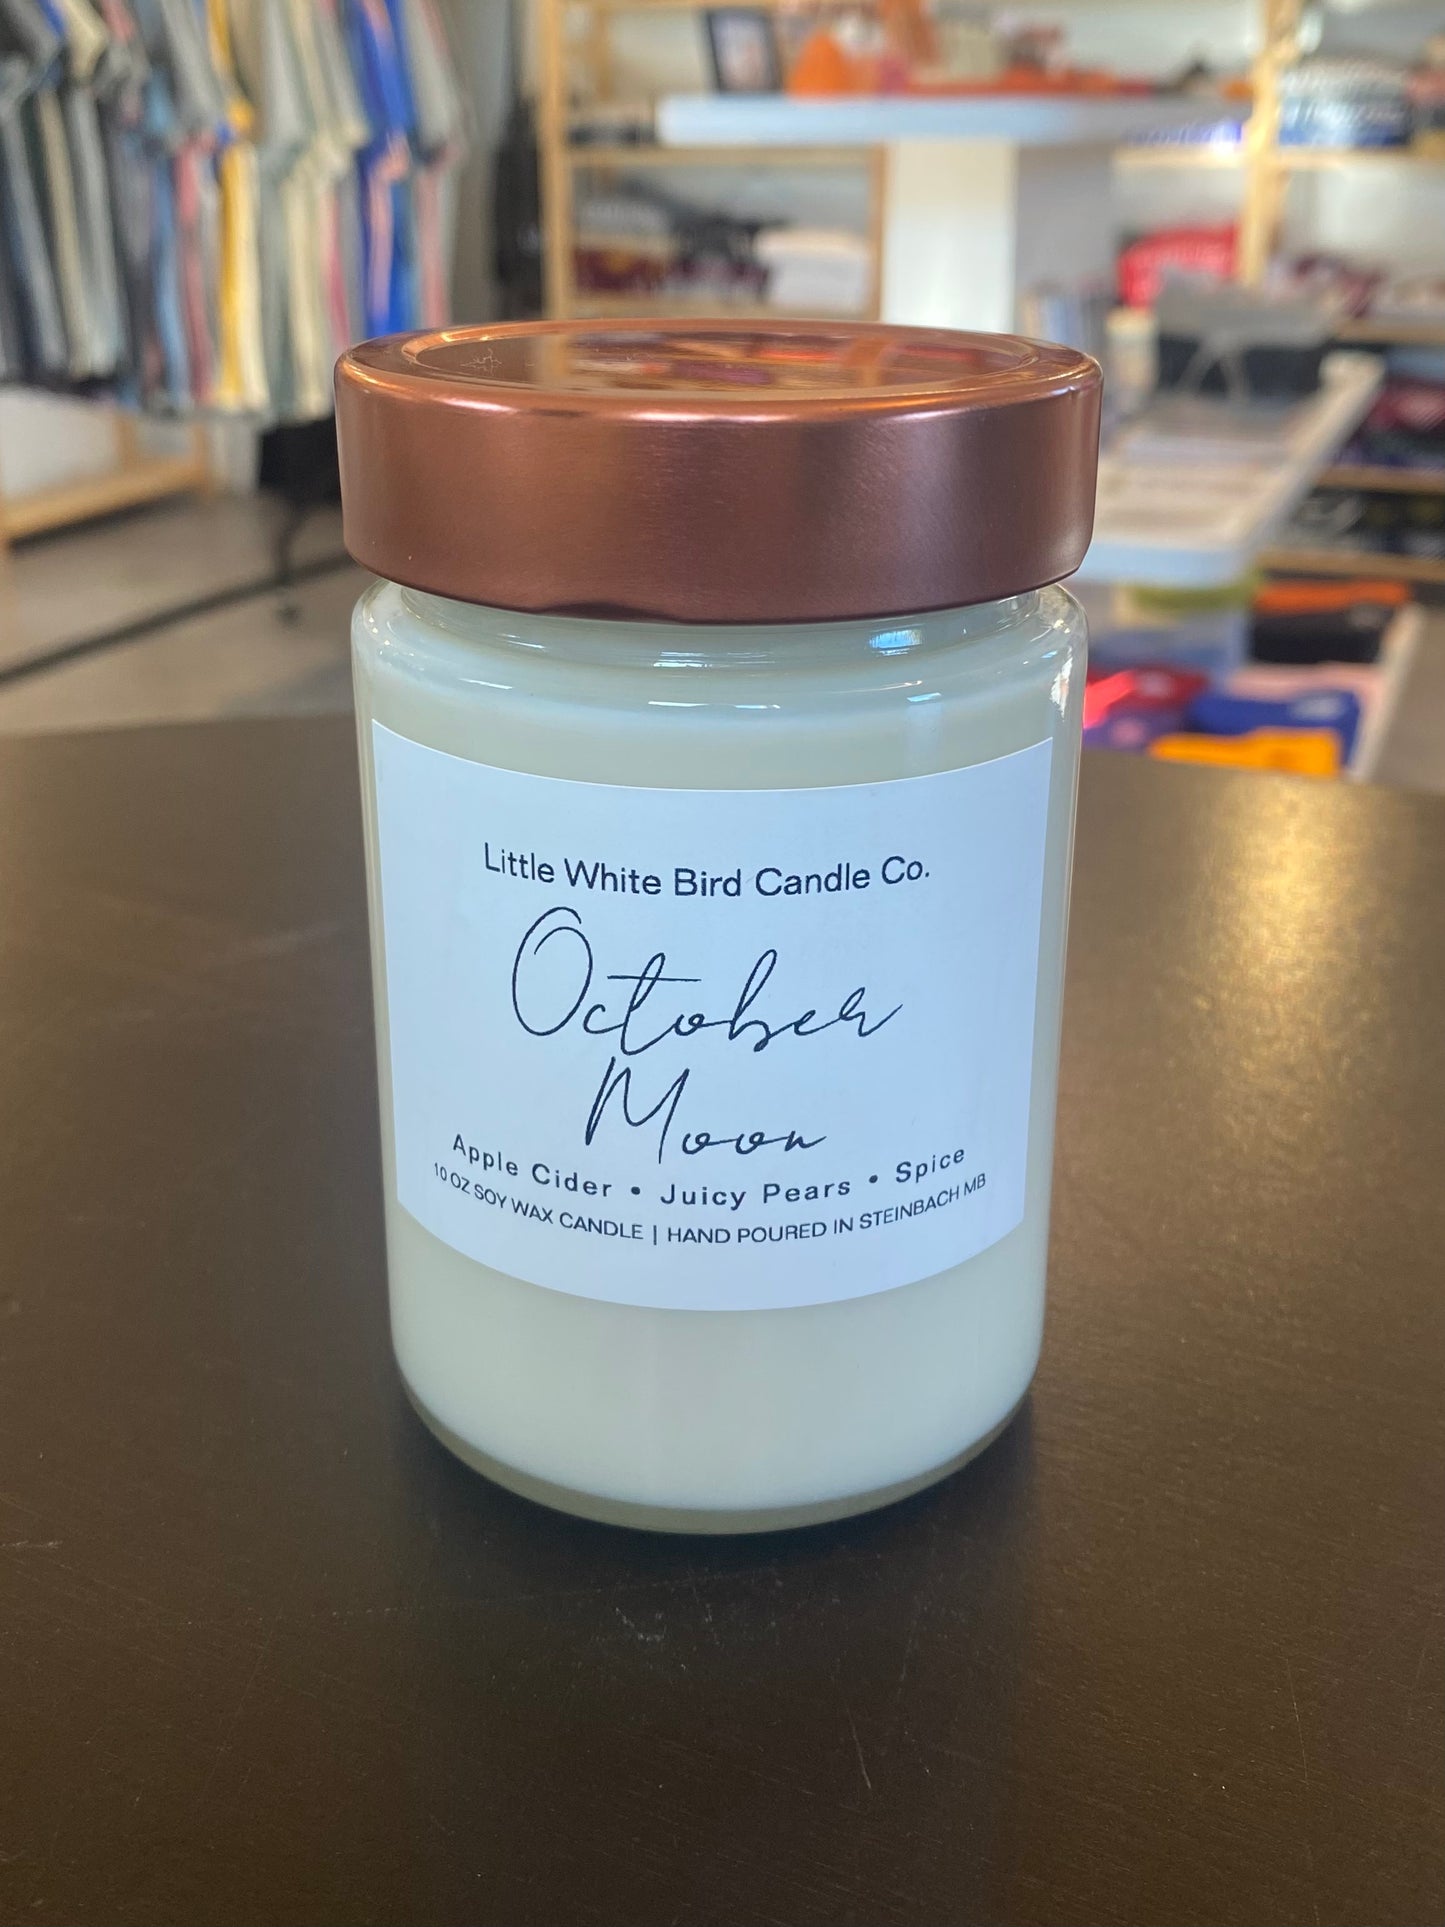 Little White Bird Candle Co.
October
Moon
Apple Cider • Juicy Pears • Spice
10 OZ SOY WAX CANDLE | HAND POURED IN STEINBACH MB